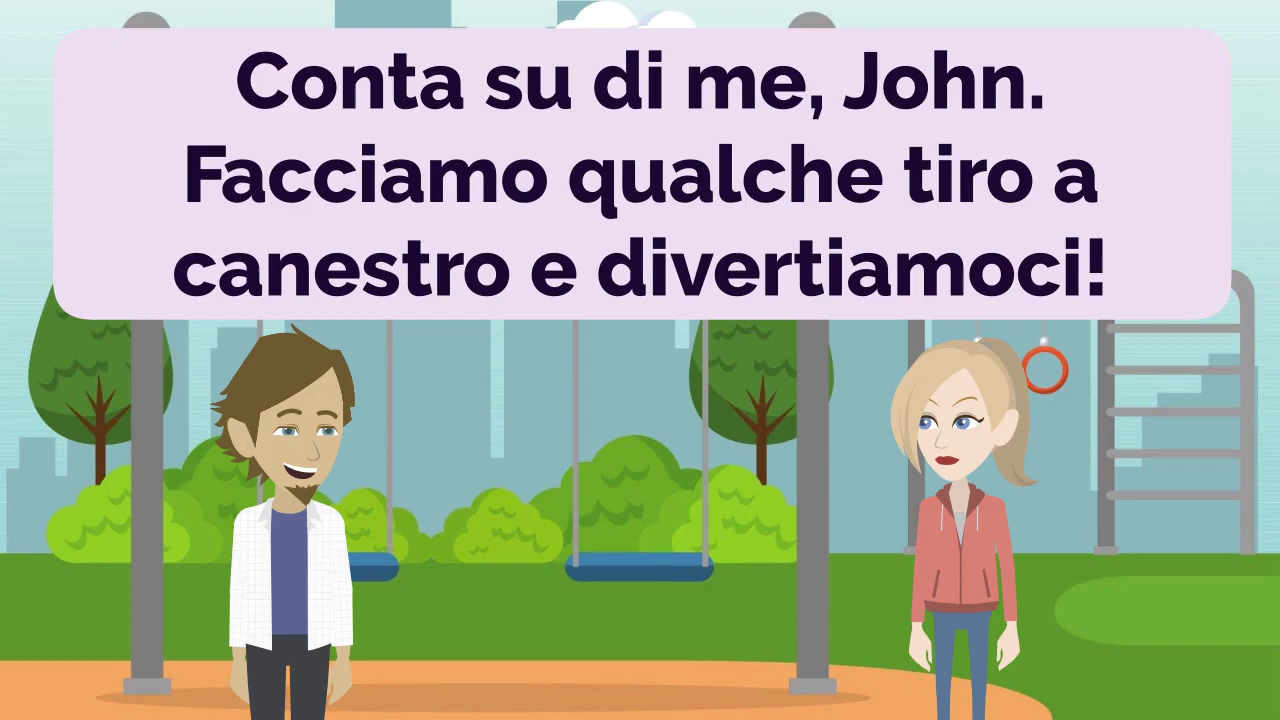 Conta su di me, John.
Facciamo qualche tiro a
canestro e divertiamoci!